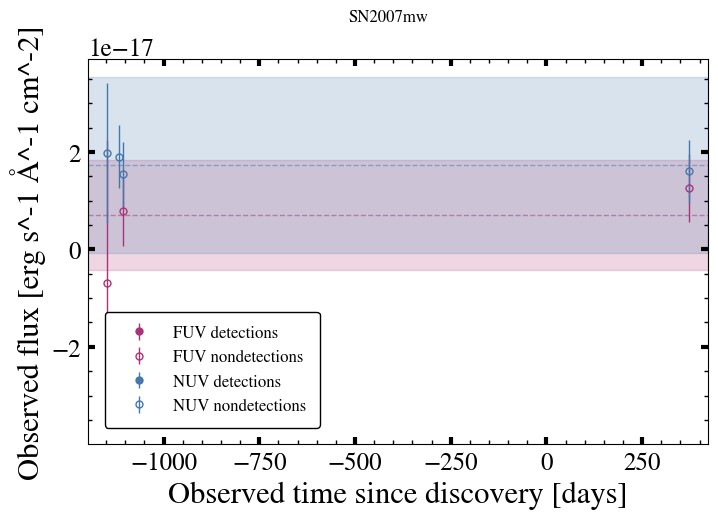 SN2007mw
1e−17
Observed flux [erg s^-1 Å^-1 cm^-2]
2
0
−2
FUV detections
FUV nondetections
NUV detections
NUV nondetections
−1000 −750 −500 −250 0 250
Observed time since discovery [days]